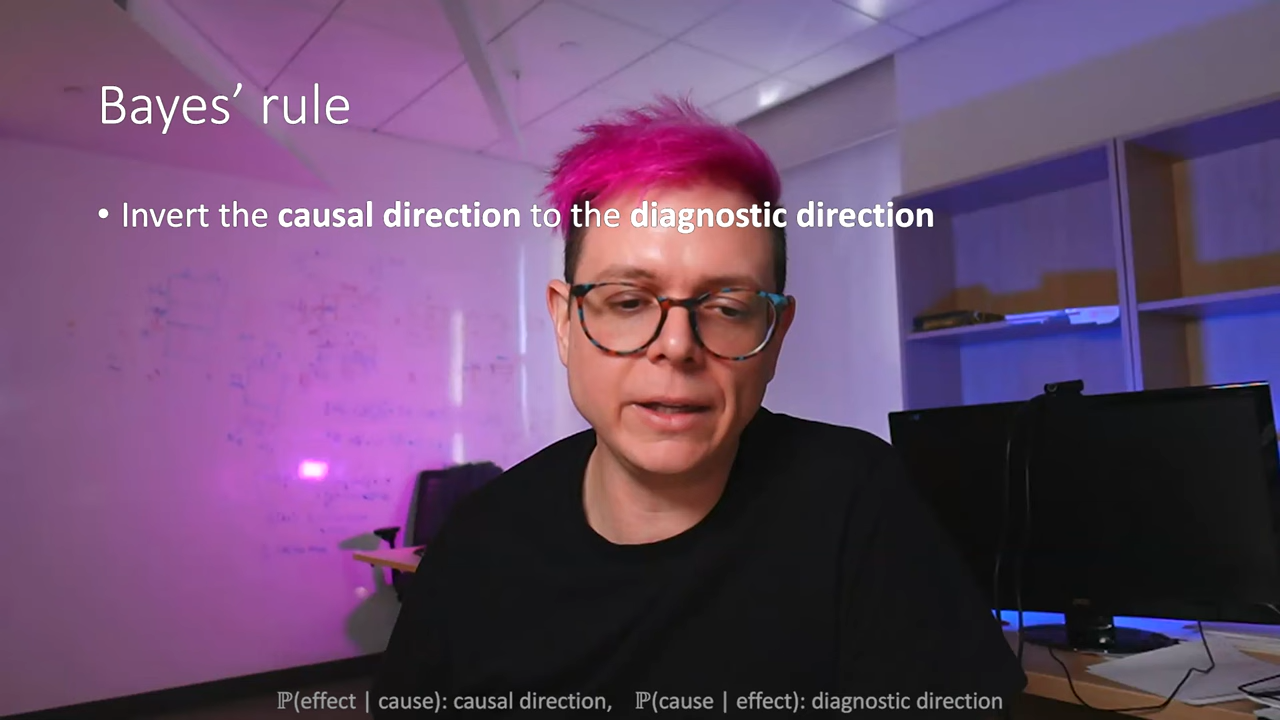 Bayes’ rule
• Invert the causal direction to the diagnostic direction
ℙ(effect | cause): causal direction, ℙ(cause | effect): diagnostic direction